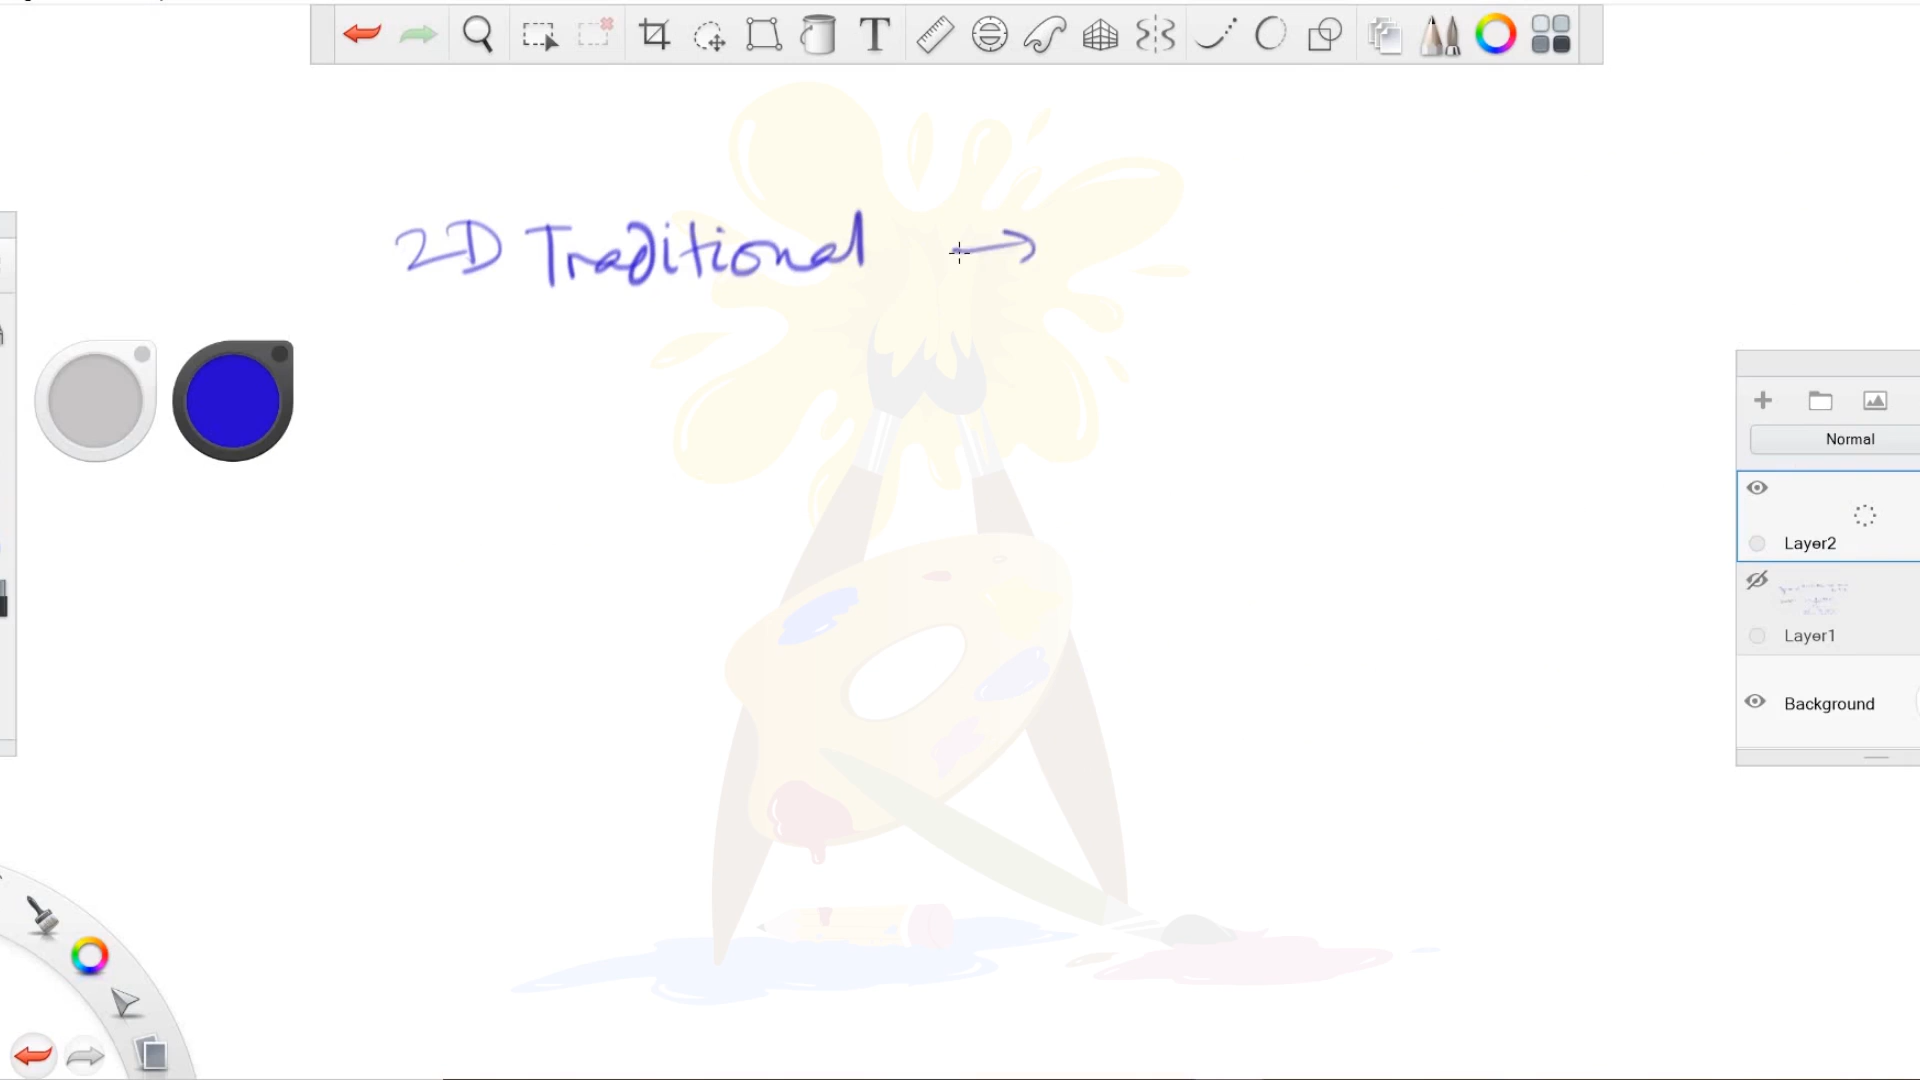 2D Traditional →
Normal
Layer2
Layer1
Background